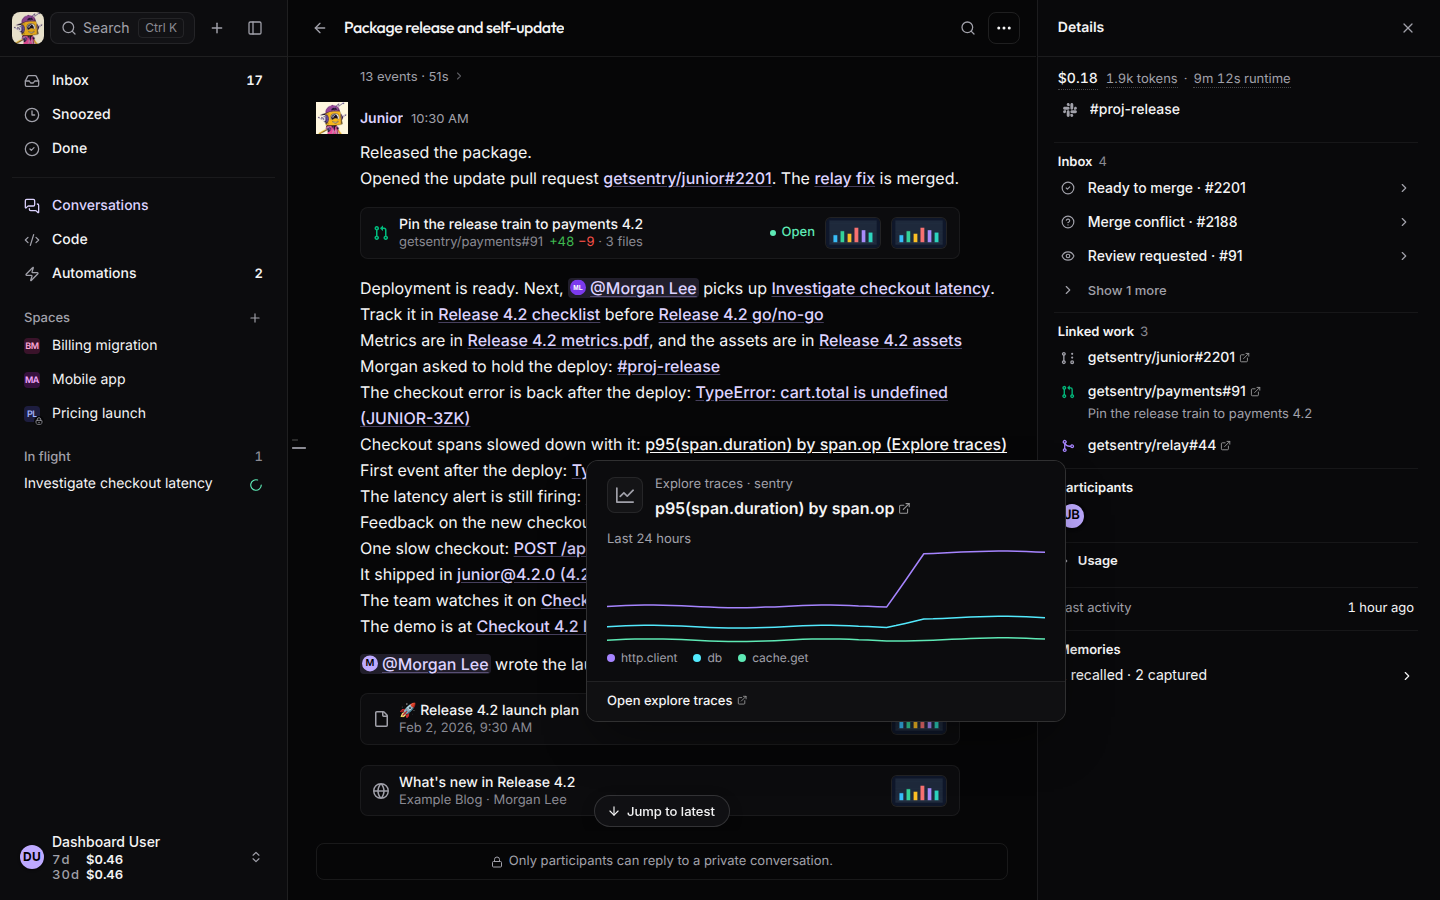 Search Ctrl K
Inbox 17
Snoozed
Done
Conversations
Code
Automations 2
Spaces
BM Billing migration
MA Mobile app
PL Pricing launch
In flight 1
Investigate checkout latency
DU Dashboard User
7d $0.46
30d $0.46
Package release and self-update
13 events · 51s
Junior 10:30 AM
Released the package.
Opened the update pull request getsentry/junior#2201. The relay fix is merged.
Pin the release train to payments 4.2
getsentry/payments#91 +48 −9 · 3 files
Open
Deployment is ready. Next, ML @Morgan Lee picks up Investigate checkout latency.
Track it in Release 4.2 checklist before Release 4.2 go/no-go
Metrics are in Release 4.2 metrics.pdf, and the assets are in Release 4.2 assets
Morgan asked to hold the deploy: #proj-release
The checkout error is back after the deploy: TypeError: cart.total is undefined
(JUNIOR-3ZK)
Checkout spans slowed down with it: p95(span.duration) by span.op (Explore traces)
First event after the deploy: Ty
The latency alert is still firing:
Feedback on the new checkou
One slow checkout: POST /ap
It shipped in junior@4.2.0 (4.2
The team watches it on Check
The demo is at Checkout 4.2
M @Morgan Lee wrote the lau
🚀 Release 4.2 launch plan
Feb 2, 2026, 9:30 AM
What's new in Release 4.2
Example Blog · Morgan Lee
Jump to latest
Only participants can reply to a private conversation.
Explore traces · sentry
p95(span.duration) by span.op
Last 24 hours
http.client db cache.get
Open explore traces
Details
$0.18 1.9k tokens · 9m 12s runtime
#proj-release
Inbox 4
Ready to merge · #2201
Merge conflict · #2188
Review requested · #91
Show 1 more
Linked work 3
getsentry/junior#2201
getsentry/payments#91
Pin the release train to payments 4.2
getsentry/relay#44
articipants
JB
Usage
ast activity 1 hour ago
Memories
recalled · 2 captured